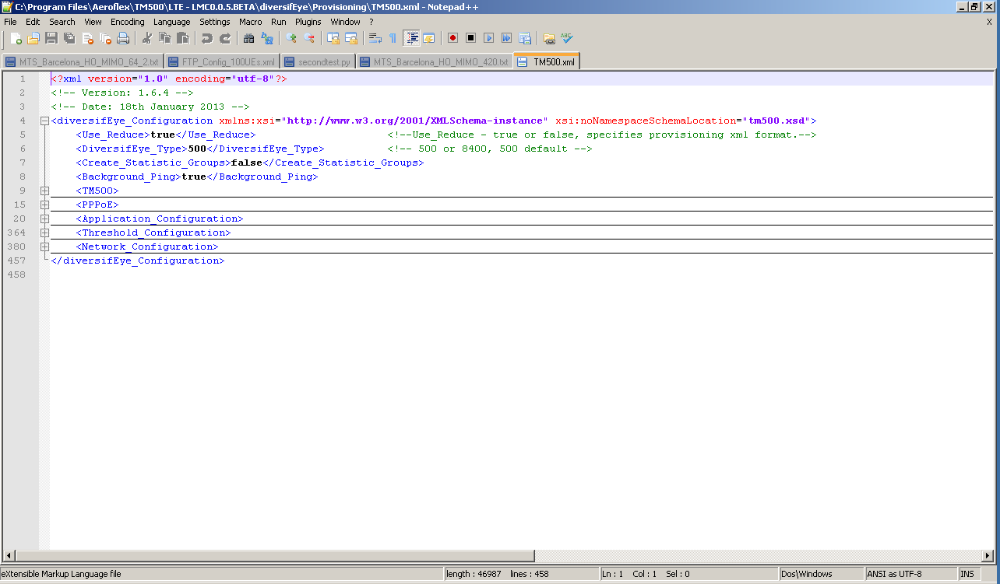 C:\Program Files\Aeroflex\TM500\LTE - LMC0.0.5.BETA\diversifEye\Provisioning\TM500.xml - Notepad++
File Edit Search View Encoding Language Settings Macro Run Plugins Window ? X
ABC
MTS_Barcelona_HO_MIMO_64_2.txt FTP_Config_100UEs.xml secondtest.py MTS_Barcelona_HO_MIMO_420.txt TM500.xml
1 <?xml version="1.0" encoding="utf-8"?>
2 <!-- Version: 1.6.4 -->
3 <!-- Date: 18th January 2013 -->
4 <diversifEye_Configuration xmlns:xsi="http://www.w3.org/2001/XMLSchema-instance" xsi:noNamespaceSchemaLocation="tm500.xsd">
5 <Use_Reduce>true</Use_Reduce> <!--Use_Reduce - true or false, specifies provisioning xml format.-->
6 <DiversifEye_Type>500</DiversifEye_Type> <!-- 500 or 8400, 500 default -->
7 <Create_Statistic_Groups>false</Create_Statistic_Groups>
8 <Background_Ping>true</Background_Ping>
9 <TM500>
15 <PPPoE>
20 <Application_Configuration>
364 <Threshold_Configuration>
380 <Network_Configuration>
457 </diversifEye_Configuration>
458
eXtensible Markup Language file length : 46987 lines : 458 Ln : 1 Col : 1 Sel : 0 Dos\Windows ANSI as UTF-8 INS